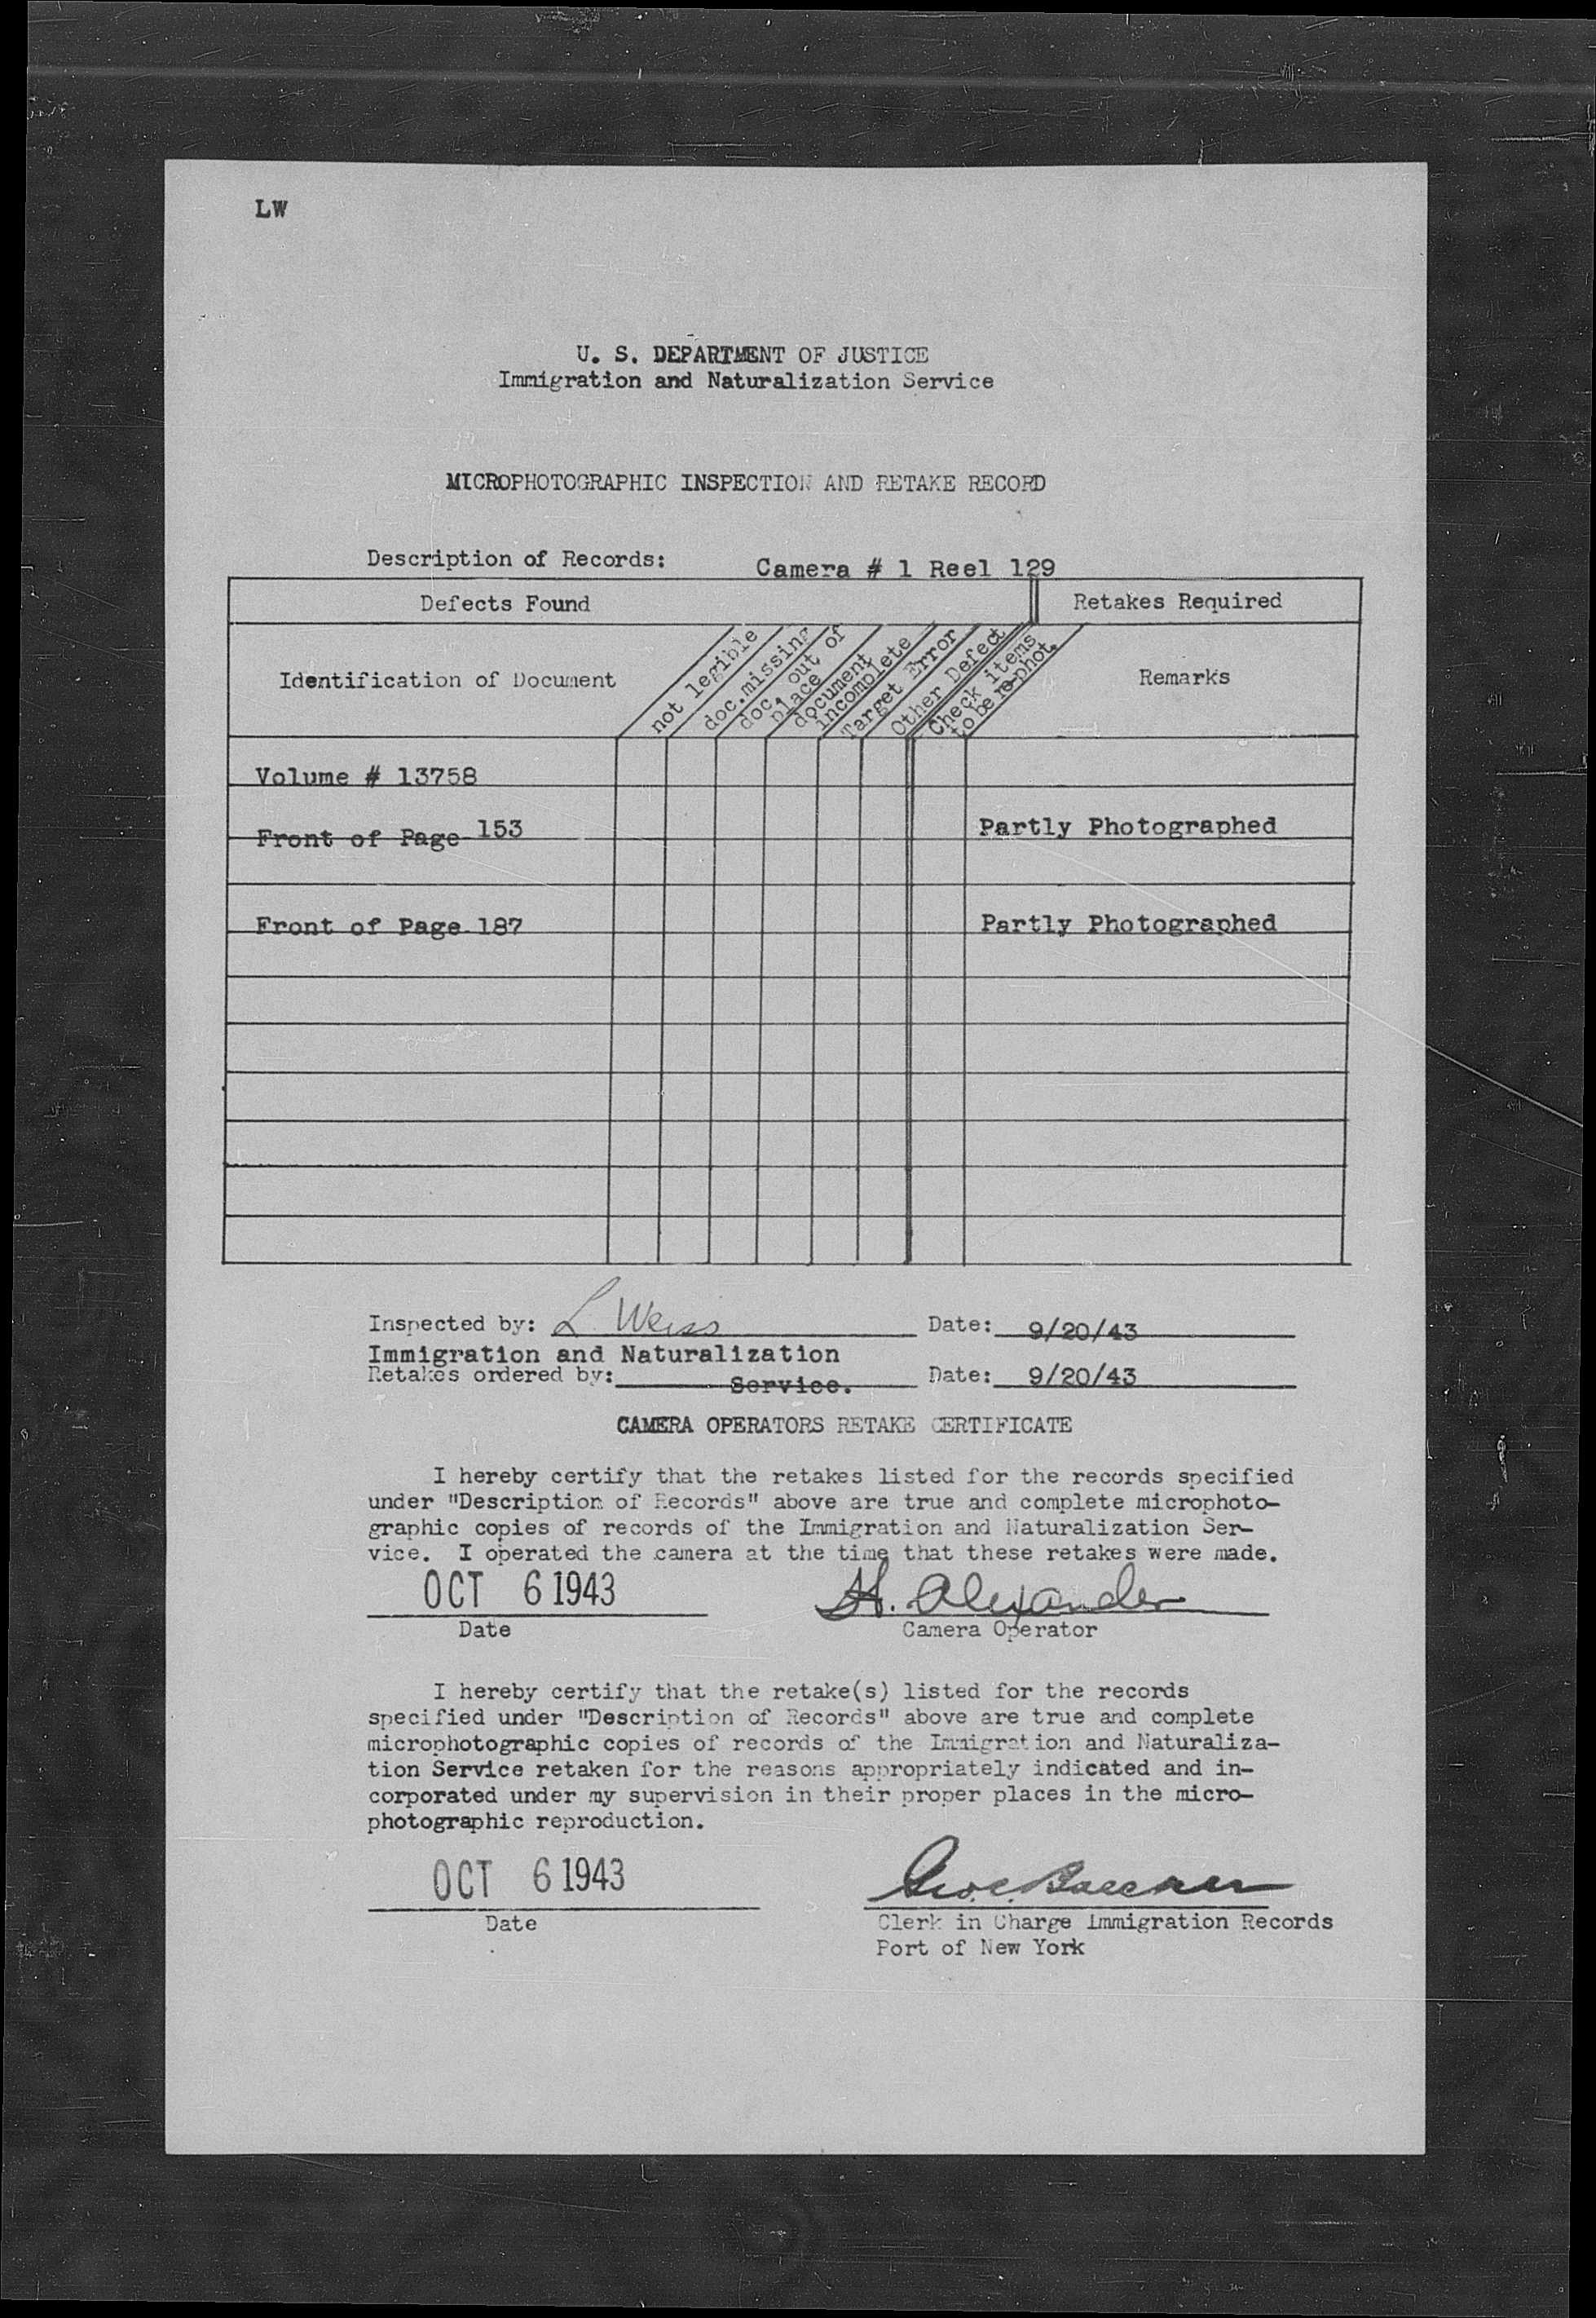 LW
U. S. DEPARTMENT OF JUSTICE
Immigration and Naturalization Service
MICROPHOTOGRAPHIC INSPECTION AND RETAKE RECORD
Description of Records: Camera # 1 Reel 129
Defects Found Retakes Required
Identification of Document
not legible
doc.missing
doc. out of
place
document
incomplete
Target Error
Other Defect
Check items
to be re-phot.
Remarks
Volume # 13758
Front of Page 153 Partly Photographed
Front of Page 187 Partly Photographed
Inspected by: L. Weiss Date: 9/20/43
Immigration and Naturalization
Retakes ordered by: Service. Date: 9/20/43
CAMERA OPERATORS RETAKE CERTIFICATE
I hereby certify that the retakes listed for the records specified
under "Description of Records" above are true and complete microphoto-
graphic copies of records of the Immigration and Naturalization Ser-
vice. I operated the camera at the time that these retakes were made.
OCT 6 1943 H. Alexander
Date Camera Operator
I hereby certify that the retake(s) listed for the records
specified under "Description of Records" above are true and complete
microphotographic copies of records of the Immigration and Naturaliza-
tion Service retaken for the reasons appropriately indicated and in-
corporated under my supervision in their proper places in the micro-
photographic reproduction.
OCT 6 1943
Date Clerk in Charge Immigration Records
Port of New York